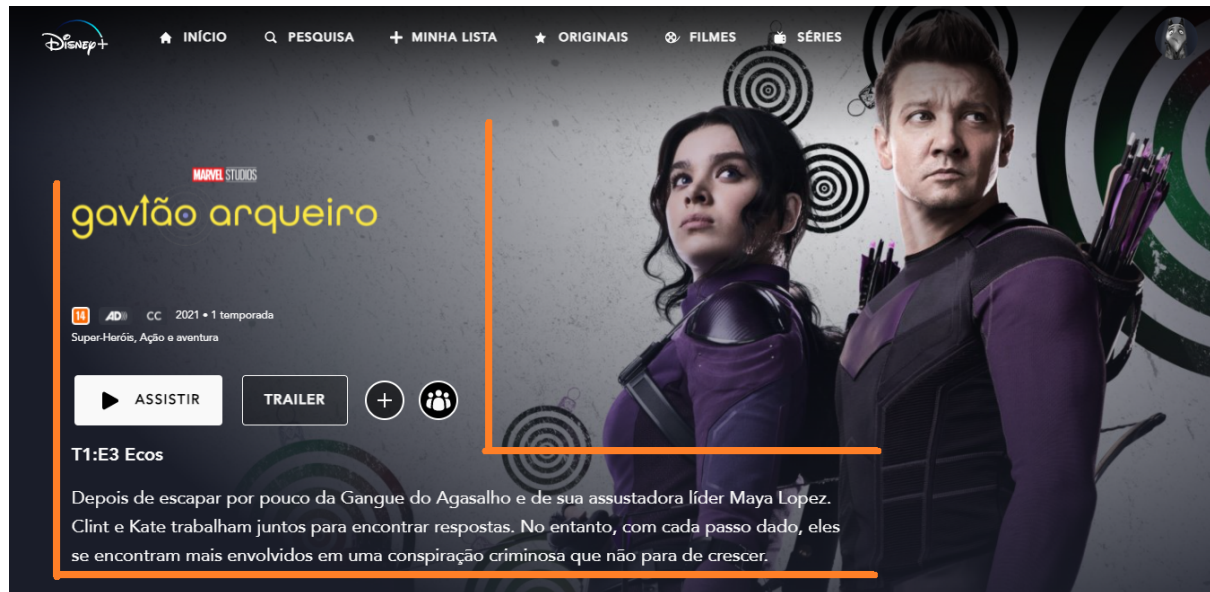 Disney+
INÍCIO
PESQUISA
MINHA LISTA
ORIGINAIS
FILMES
SÉRIES
MARVEL STUDIOS
gavião arqueiro
14 AD CC 2021 • 1 temporada
Super-Heróis, Ação e aventura
ASSISTIR
TRAILER
T1:E3 Ecos
Depois de escapar por pouco da Gangue do Agasalho e de sua assustadora líder Maya Lopez.
Clint e Kate trabalham juntos para encontrar respostas. No entanto, com cada passo dado, eles
se encontram mais envolvidos em uma conspiração criminosa que não para de crescer.